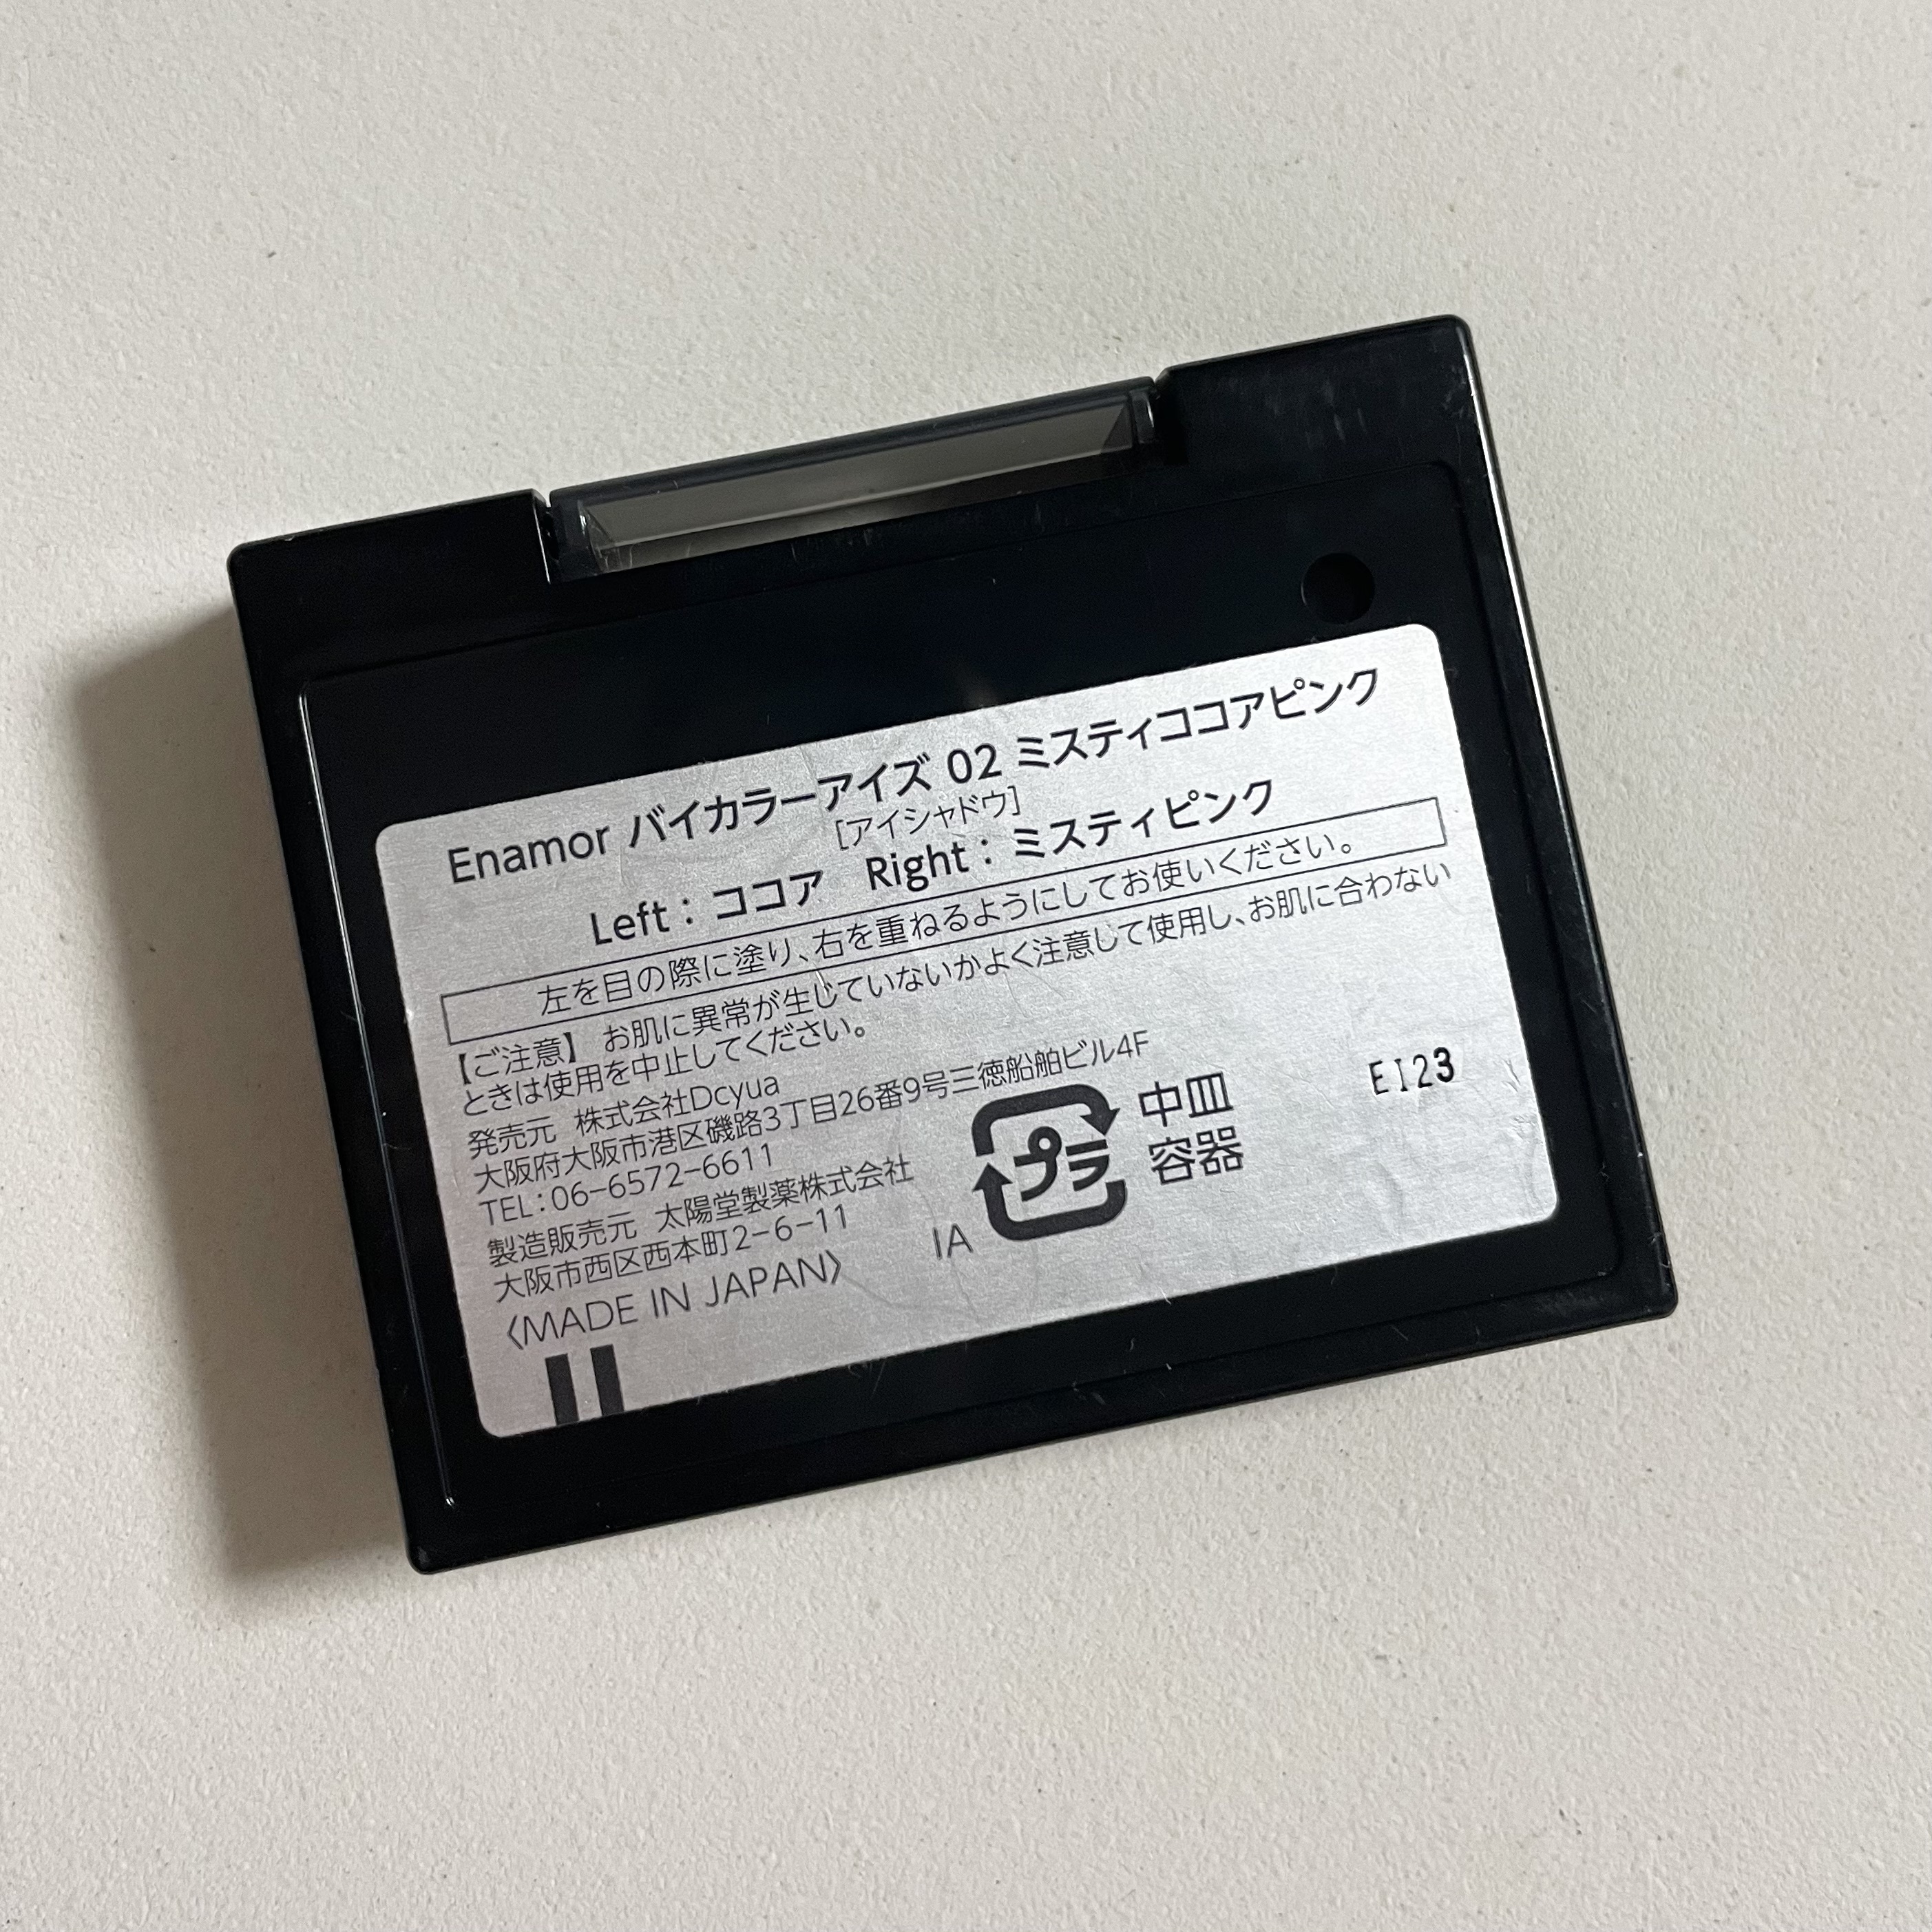 Enamor バイカラーアイズ 02 ミスティココアピンク
[アイシャドウ]
Left：ココア　Right：ミスティピンク
左を目の際に塗り、右を重ねるようにしてお使いください。
【ご注意】 お肌に異常が生じていないかよく注意して使用し、お肌に合わない
ときは使用を中止してください。
発売元 株式会社Dcyua
大阪府大阪市港区磯路3丁目26番9号三徳船舶ビル4F
TEL：06-6572-6611
製造販売元 太陽堂製薬株式会社
大阪市西区西本町2-6-11
〈MADE IN JAPAN〉
IA
プラ
中皿
容器
EI23